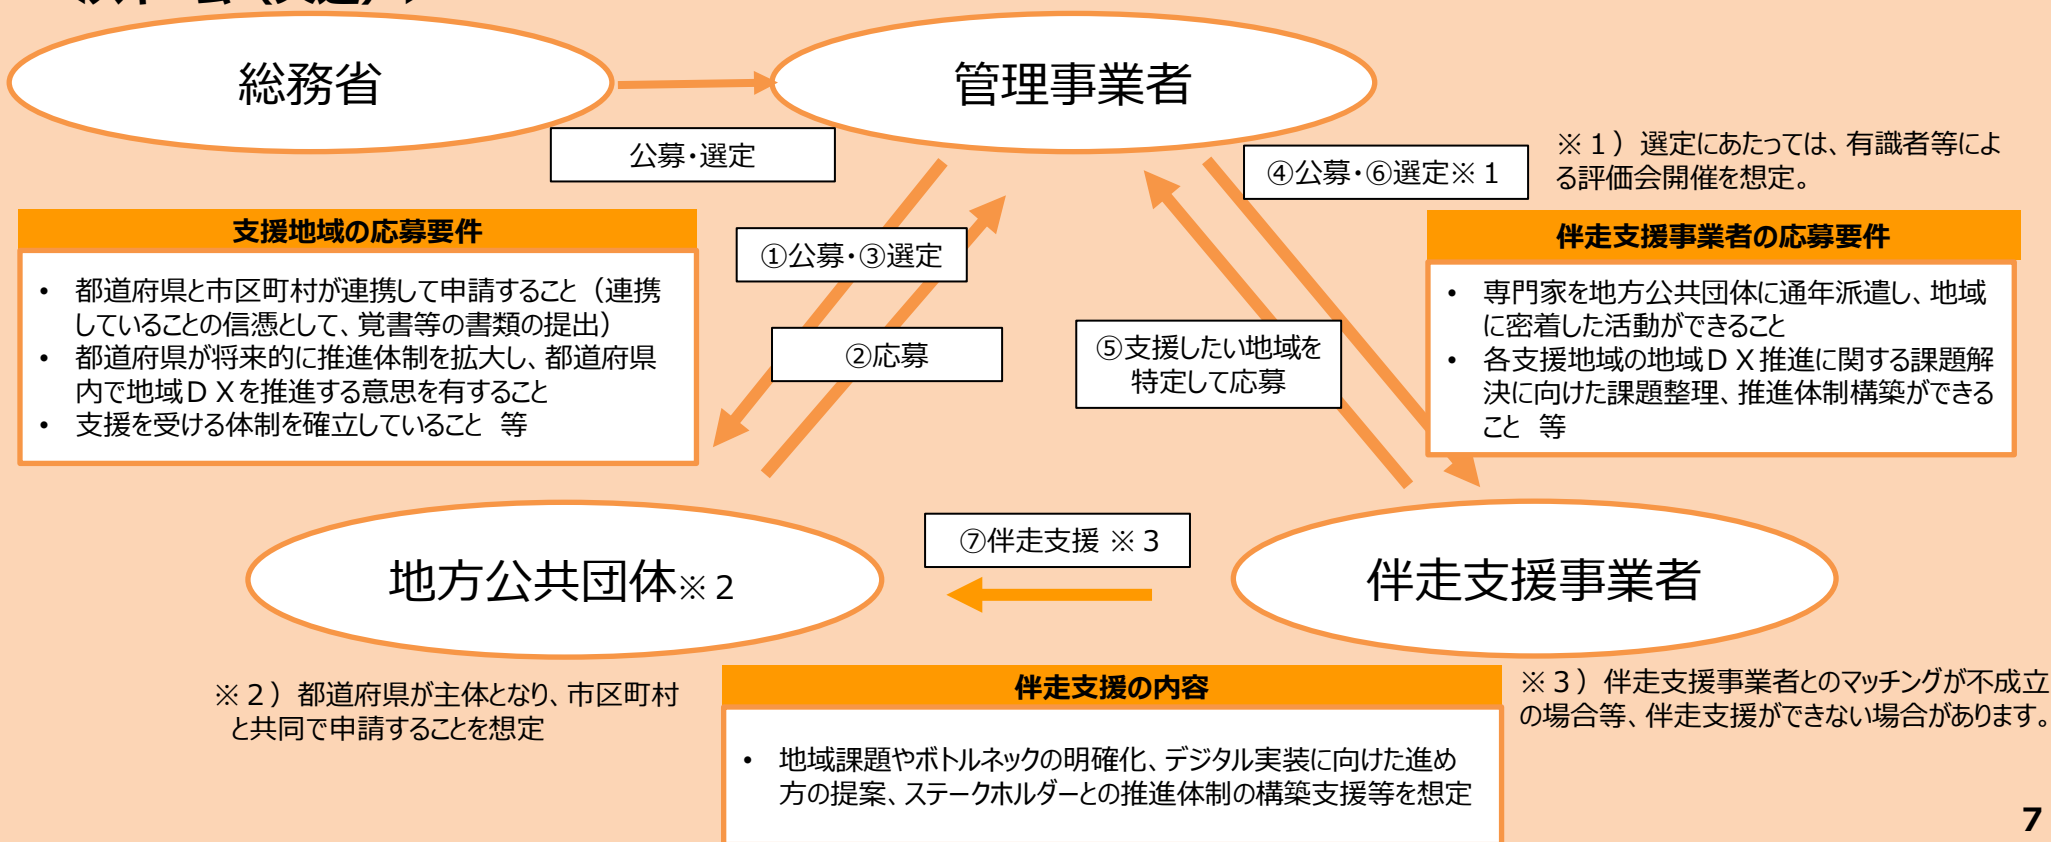 総務省
管理事業者
公募・選定
④公募・⑥選定※１
※１）選定にあたっては、有識者等によ
る評価会開催を想定。
支援地域の応募要件
・ 都道府県と市区町村が連携して申請すること（連携
していることの信憑として、覚書等の書類の提出）
・ 都道府県が将来的に推進体制を拡大し、都道府県
内で地域ＤＸを推進する意思を有すること
・ 支援を受ける体制を確立していること 等
①公募・③選定
②応募
⑤支援したい地域を
特定して応募
伴走支援事業者の応募要件
・ 専門家を地方公共団体に通年派遣し、地域
に密着した活動ができること
・ 各支援地域の地域ＤＸ推進に関する課題解
決に向けた課題整理、推進体制構築ができる
こと 等
⑦伴走支援 ※３
地方公共団体※２
伴走支援事業者
※２）都道府県が主体となり、市区町村
と共同で申請することを想定
伴走支援の内容
・ 地域課題やボトルネックの明確化、デジタル実装に向けた進め
方の提案、ステークホルダーとの推進体制の構築支援等を想定
※３）伴走支援事業者とのマッチングが不成立
の場合等、伴走支援ができない場合があります。
7